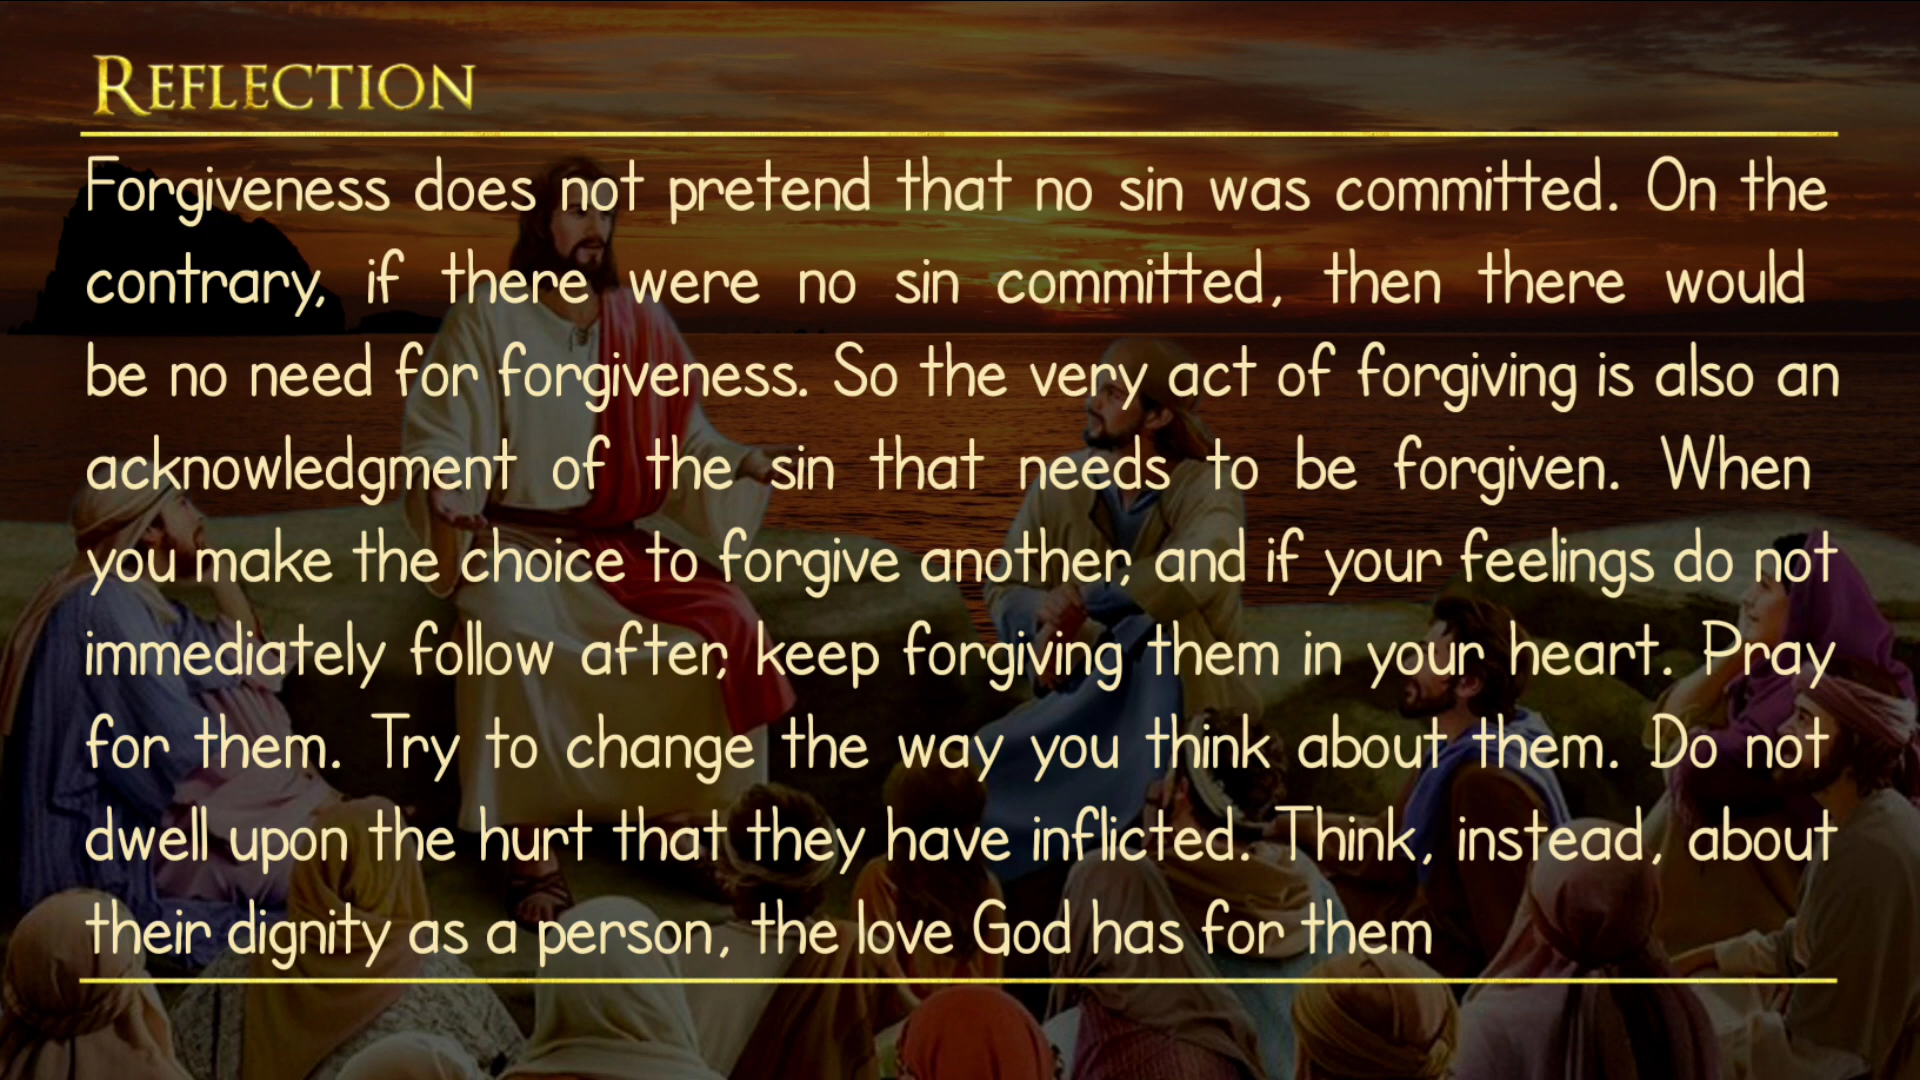 REFLECTION
Forgiveness does not pretend that no sin was committed. On the
contrary, if there were no sin committed, then there would
be no need for forgiveness. So the very act of forgiving is also an
acknowledgment of the sin that needs to be forgiven. When
you make the choice to forgive another, and if your feelings do not
immediately follow after, keep forgiving them in your heart. Pray
for them. Try to change the way you think about them. Do not
dwell upon the hurt that they have inflicted. Think, instead, about
their dignity as a person, the love God has for them